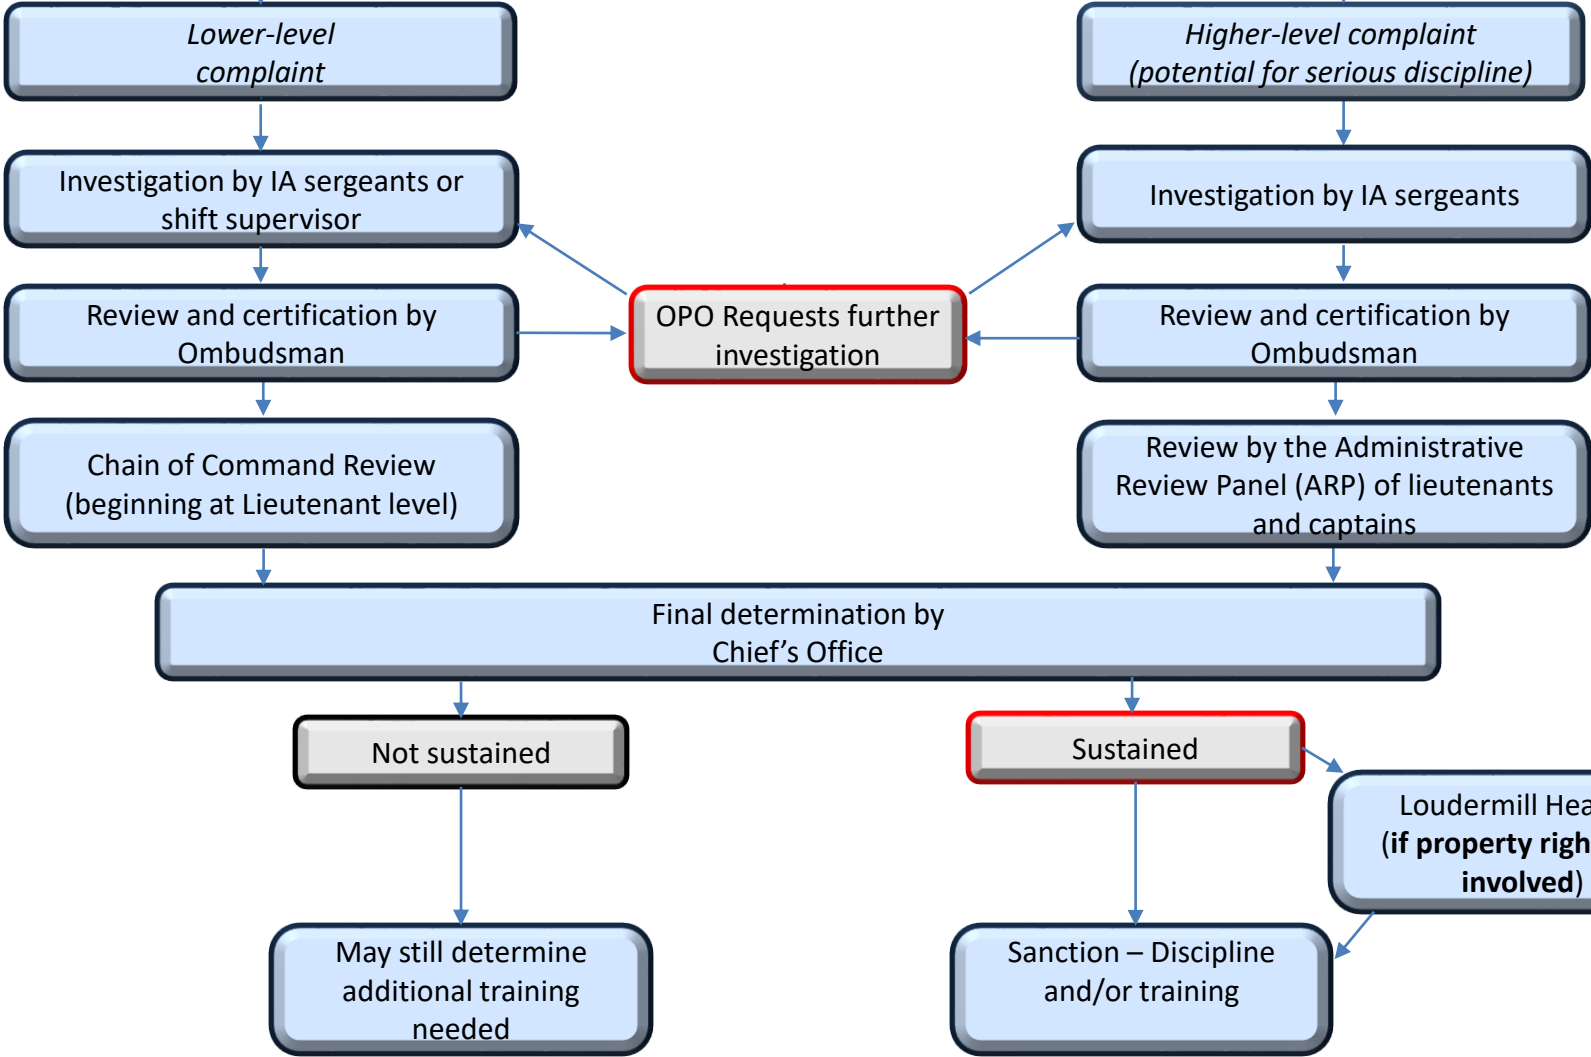 Lower-level
complaint
Higher-level complaint
(potential for serious discipline)
Investigation by IA sergeants or
shift supervisor
Investigation by IA sergeants
Review and certification by
Ombudsman
OPO Requests further
investigation
Review and certification by
Ombudsman
Chain of Command Review
(beginning at Lieutenant level)
Review by the Administrative
Review Panel (ARP) of lieutenants
and captains
Final determination by
Chief’s Office
Not sustained
Sustained
Loudermill
(if property
involved)
May still determine
additional training
needed
Sanction – Discipline
and/or training